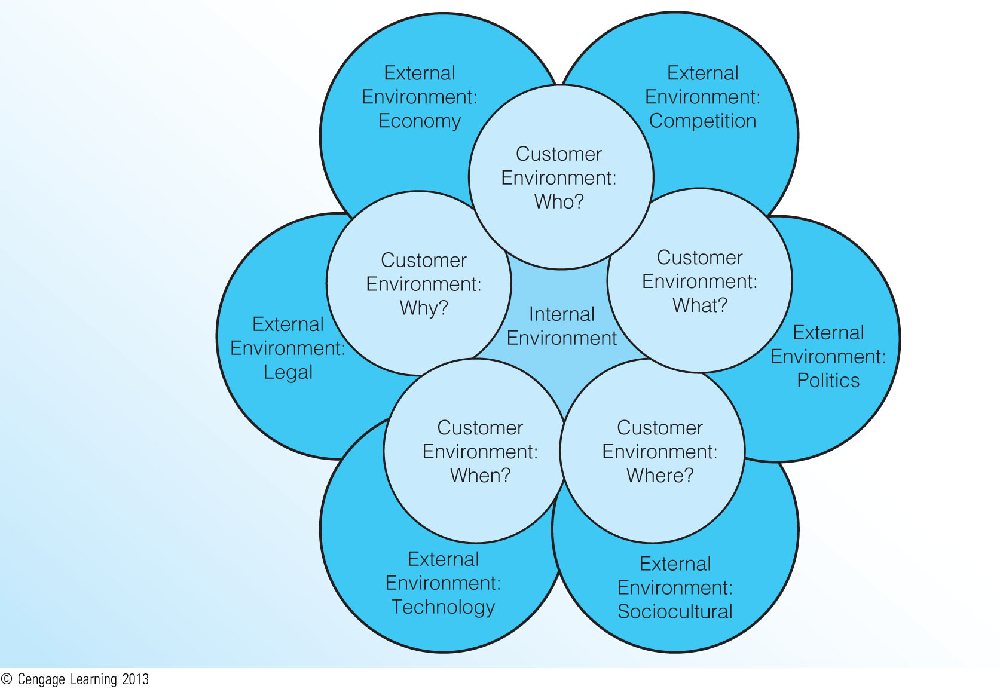 External
Environment:
Economy
External
Environment:
Competition
Customer
Environment:
Who?
Customer
Environment:
Why?
Customer
Environment:
What?
Internal
Environment
External
Environment:
Legal
External
Environment:
Politics
Customer
Environment:
When?
Customer
Environment:
Where?
External
Environment:
Technology
External
Environment:
Sociocultural
© Cengage Learning 2013